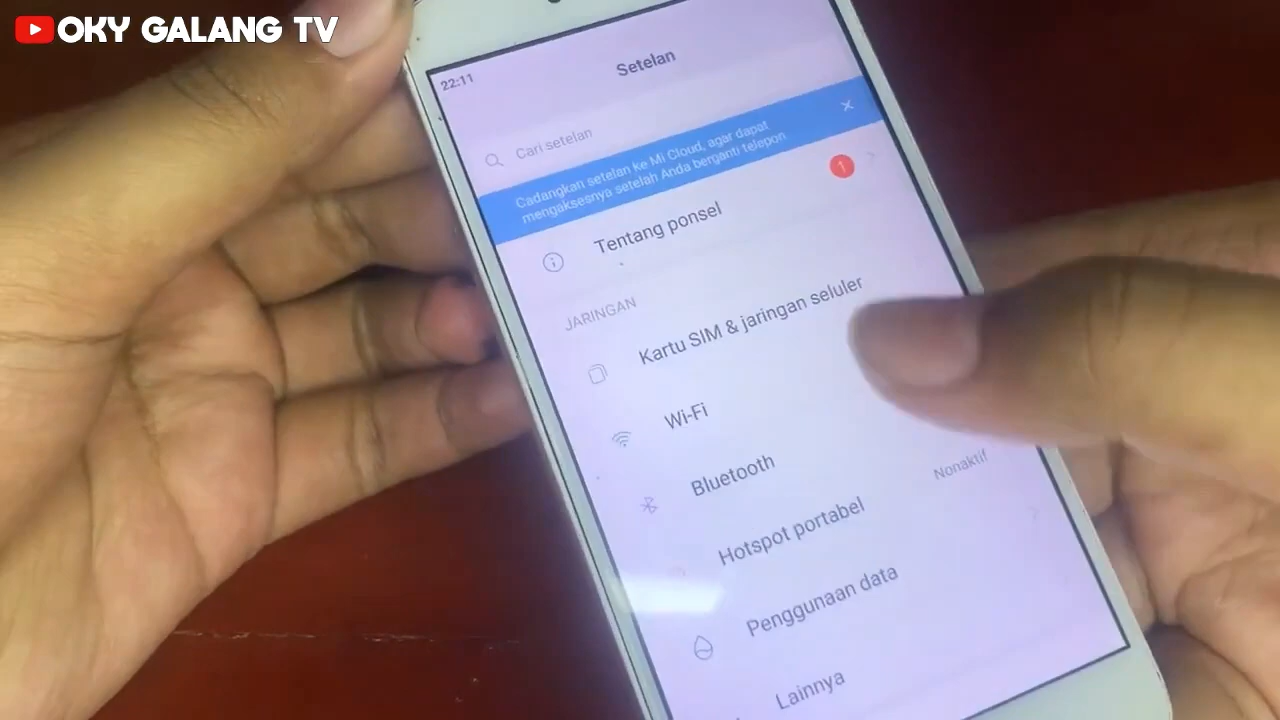 OKY GALANG TV
22:11
Setelan
Cari setelan
Cadangkan setelan ke Mi Cloud, agar dapat
mengaksesnya setelah Anda berganti telepon
Tentang ponsel
1
JARINGAN
Kartu SIM & jaringan seluler
Wi-Fi
Bluetooth
Nonaktif
Hotspot portabel
Penggunaan data
Lainnya